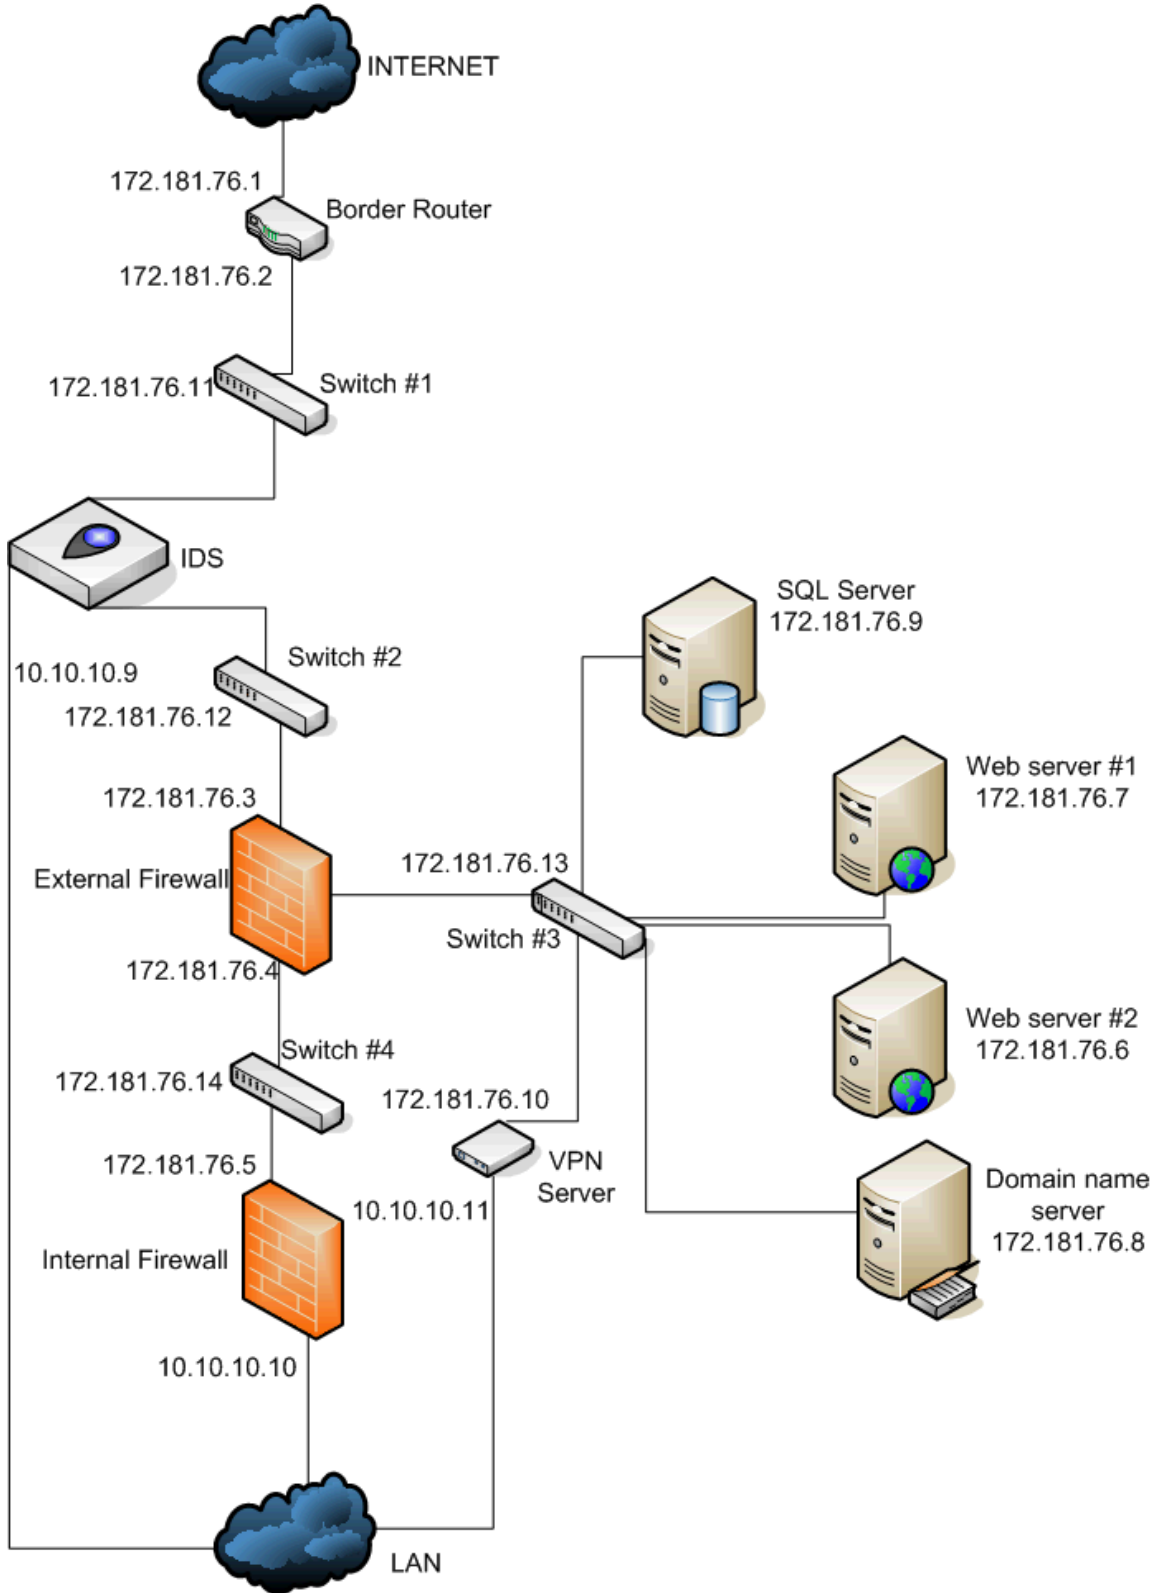 INTERNET
172.181.76.1
Border Router
172.181.76.2
172.181.76.11
Switch #1
IDS
SQL Server
172.181.76.9
10.10.10.9
Switch #2
172.181.76.12
Web server #1
172.181.76.7
172.181.76.3
172.181.76.13
External Firewall
Switch #3
172.181.76.4
Web server #2
172.181.76.6
Switch #4
172.181.76.14
172.181.76.10
172.181.76.5
VPN
Server
10.10.10.11
Domain name
server
172.181.76.8
Internal Firewall
10.10.10.10
LAN